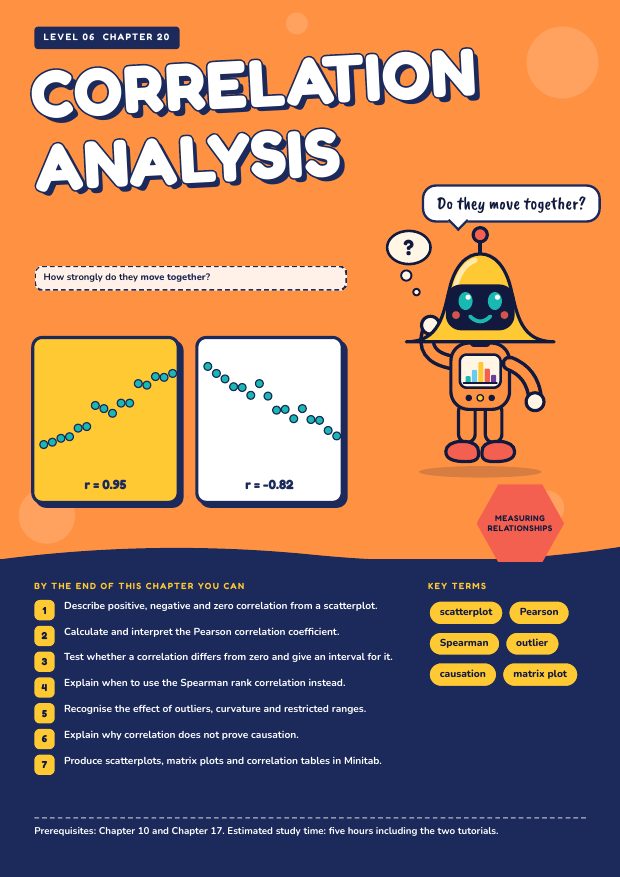 LEVEL 06 CHAPTER 20
CORRELATION
ANALYSIS
Do they move together?
?
How strongly do they move together?
r = 0.95
r = -0.82
MEASURING
RELATIONSHIPS
BY THE END OF THIS CHAPTER YOU CAN
1 Describe positive, negative and zero correlation from a scatterplot.
2 Calculate and interpret the Pearson correlation coefficient.
3 Test whether a correlation differs from zero and give an interval for it.
4 Explain when to use the Spearman rank correlation instead.
5 Recognise the effect of outliers, curvature and restricted ranges.
6 Explain why correlation does not prove causation.
7 Produce scatterplots, matrix plots and correlation tables in Minitab.
KEY TERMS
scatterplot Pearson
Spearman outlier
causation matrix plot
Prerequisites: Chapter 10 and Chapter 17. Estimated study time: five hours including the two tutorials.